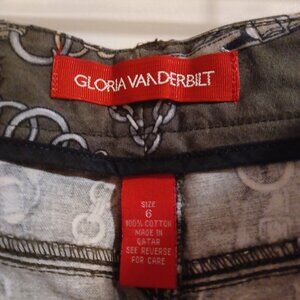 GLORIA VANDERBILT
SIZE
6
100% COTTON
MADE IN
QATAR
SEE REVERSE
FOR CARE